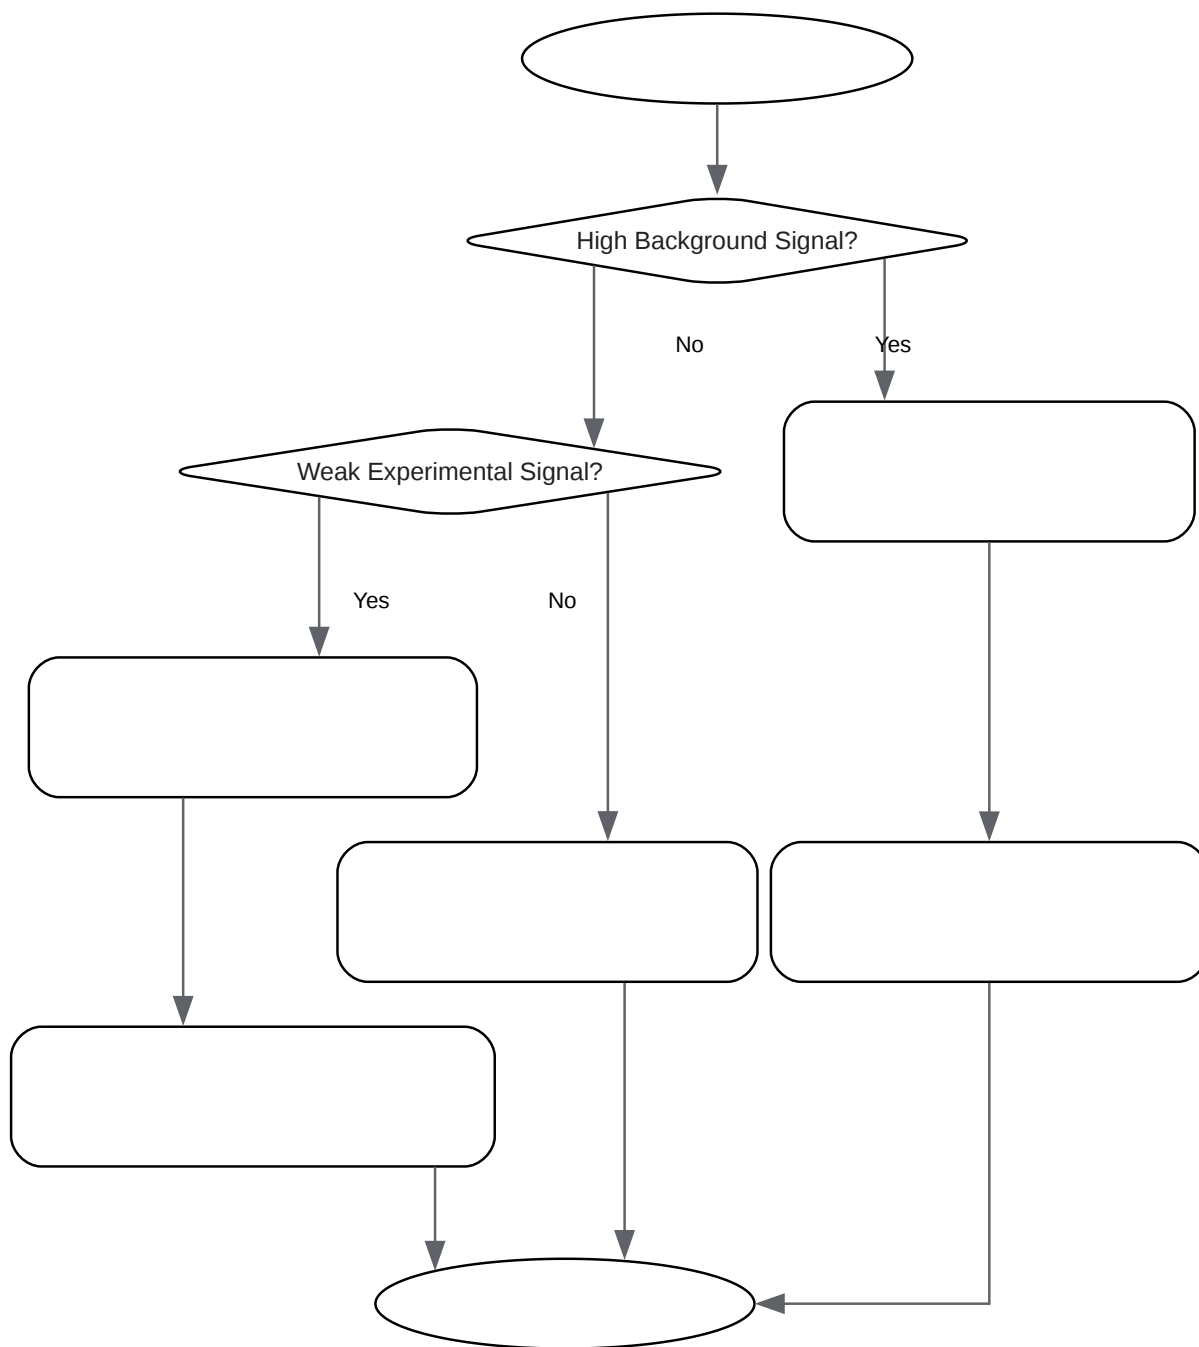 High Background Signal?
No
Yes
Weak Experimental Signal?
Yes
No